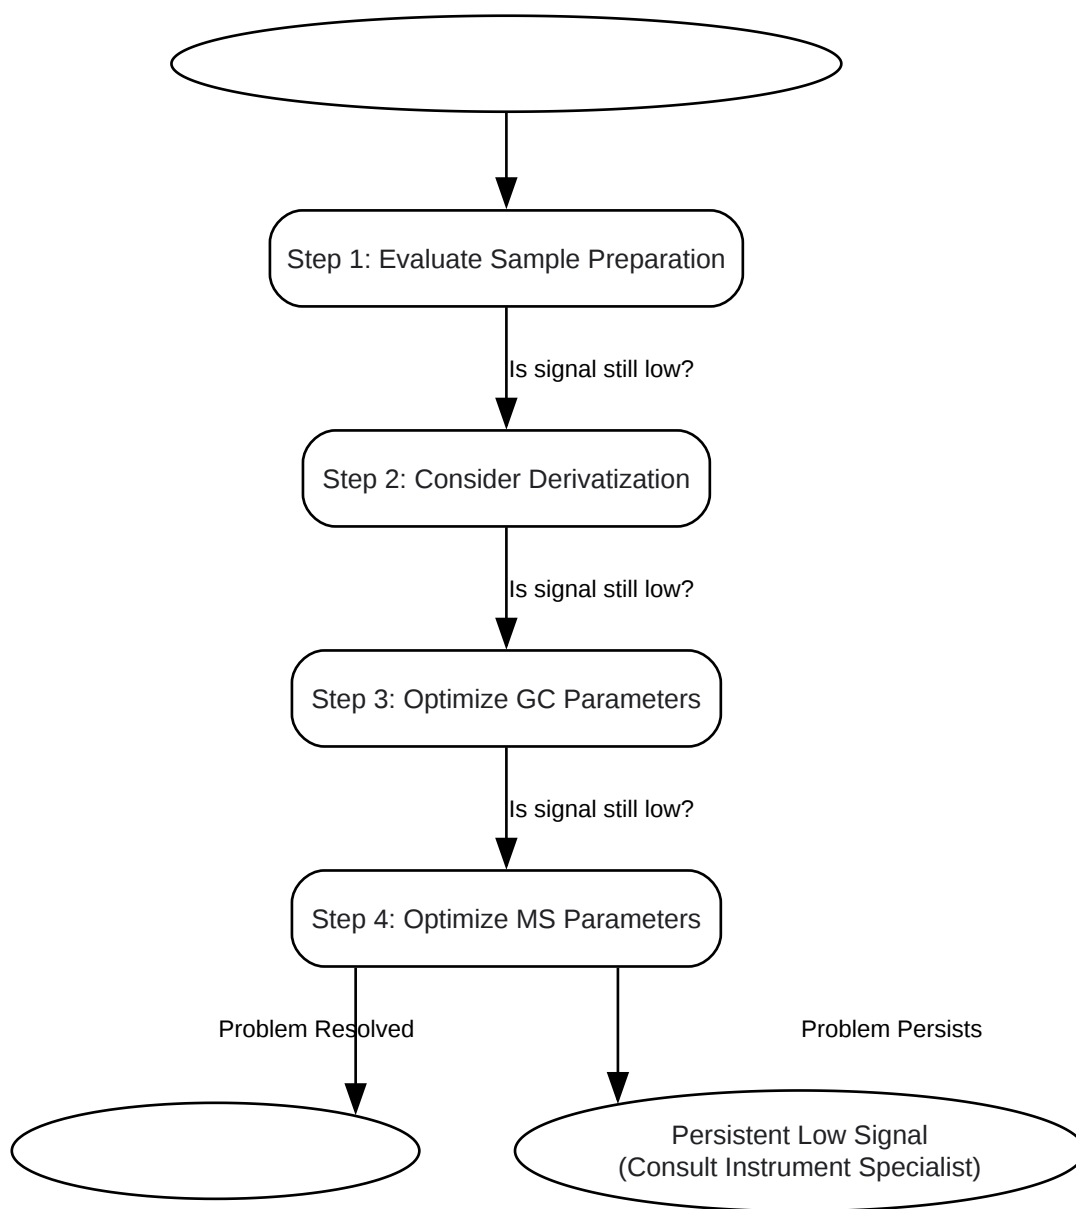 Step 1: Evaluate Sample Preparation
Is signal still low?
Step 2: Consider Derivatization
Is signal still low?
Step 3: Optimize GC Parameters
Is signal still low?
Step 4: Optimize MS Parameters
Problem Resolved
Problem Persists
Persistent Low Signal
(Consult Instrument Specialist)